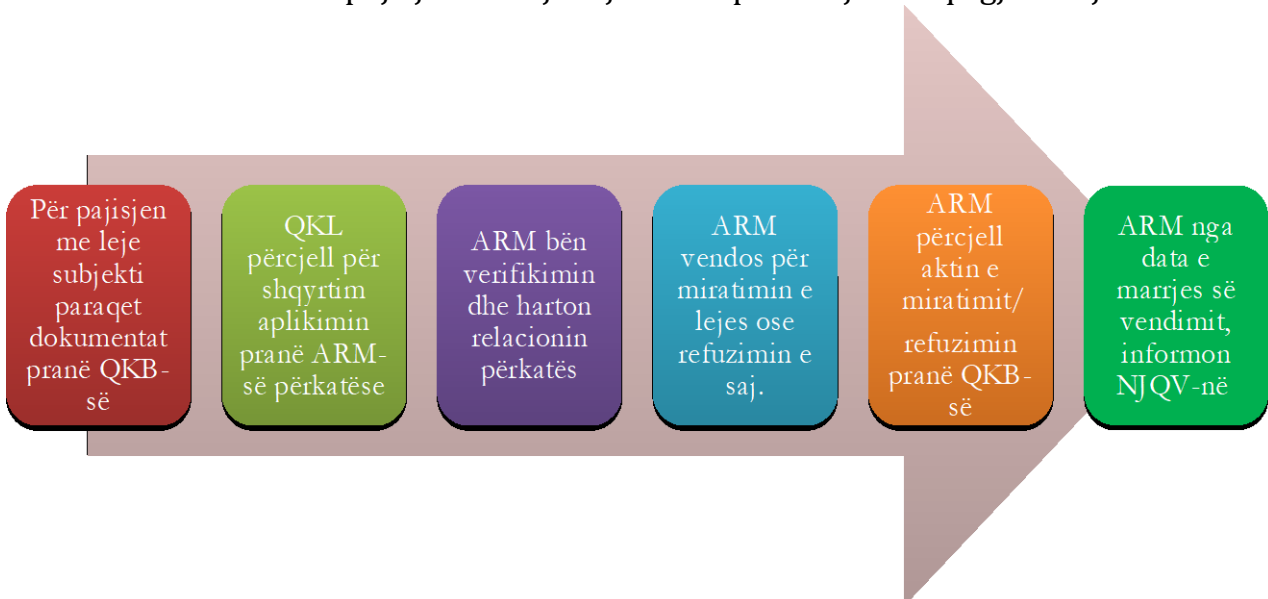 Për pajisjen
me leje
subjekti
paraqet
dokumentat
pranë QKB-
së
QKL
përcjell për
shqyrtim
aplikimin
pranë ARM-
së përkatëse
ARM bën
verifikimin
dhe harton
relacionin
përkatës
ARM
vendos për
miratimin e
lejes ose
refuzimin e
saj.
ARM
përcjell
aktin e
miratimit/
refuzimin
pranë QKB-
së
ARM nga
data e
marrjes së
vendimit,
informon
NJQV-në